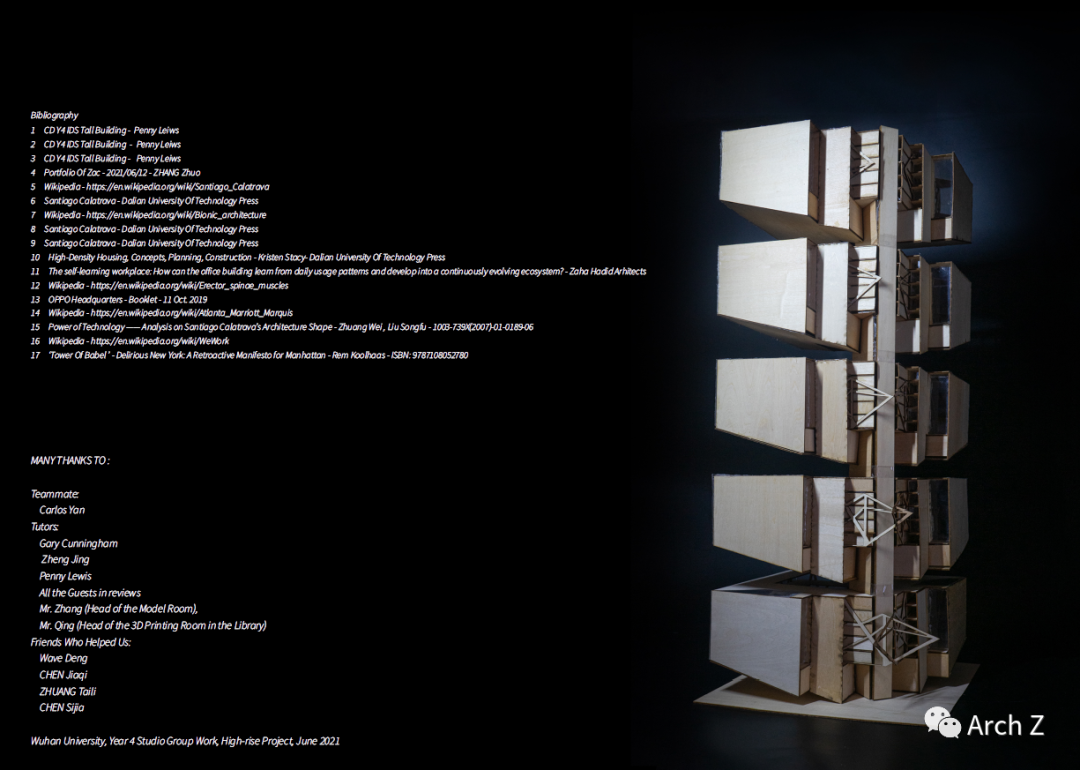 Bibliography
1 CDY4 IDS Tall Building - Penny Leiws
2 CDY4 IDS Tall Building - Penny Leiws
3 CDY4 IDS Tall Building - Penny Leiws
4 Portfolio Of Zac - 2021/06/12 - ZHANG Zhuo
5 Wikipedia - https://en.wikipedia.org/wiki/Santiago_Calatrava
6 Santiago Calatrava - Dalian University Of Technology Press
7 Wikipedia - https://en.wikipedia.org/wiki/Bionic_architecture
8 Santiago Calatrava - Dalian University Of Technology Press
9 Santiago Calatrava - Dalian University Of Technology Press
10 High-Density Housing, Concepts, Planning, Construction - Kristen Stacy- Dalian University Of Technology Press
11 The self-learning workplace: How can the office building learn from daily usage patterns and develop into a continuously evolving ecosystem? - Zaha Hadid Arhitects
12 Wikipedia - https://en.wikipedia.org/wiki/Erector_spinae_muscles
13 OPPO Headquarters - Booklet - 11 Oct. 2019
14 Wikipedia - https://en.wikipedia.org/wiki/Atlanta_Marriott_Marquis
15 Power of Technology —— Analysis on Santiago Calatrava's Architecture Shape - Zhuang Wei , Liu Songfu - 1003-739X(2007)-01-0189-06
16 Wikipedia - https://en.wikipedia.org/wiki/WeWork
17 'Tower Of Babel ' - Delirious New York: A Retroactive Manifesto for Manhattan - Rem Koolhaas - ISBN: 9787108052780
MANY THANKS TO :
Teammate:
Carlos Yan
Tutors:
Gary Cunningham
Zheng Jing
Penny Lewis
All the Guests in reviews
Mr. Zhang (Head of the Model Room),
Mr. Qing (Head of the 3D Printing Room in the Library)
Friends Who Helped Us:
Wave Deng
CHEN Jiaqi
ZHUANG Taili
CHEN Sijia
Wuhan University, Year 4 Studio Group Work, High-rise Project, June 2021
Arch Z